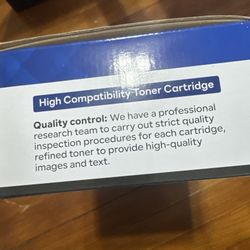 High Compatibility Toner Cartridge
Quality control: We have a professional
research team to carry out strict quality
inspection procedures for each cartridge,
refined toner to provide high-quality
images and text.